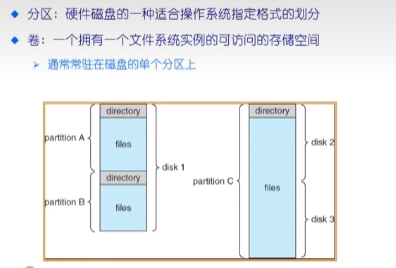 分区：硬件磁盘的一种适合操作系统指定格式的划分
卷：一个拥有一个文件系统实例的可访问的存储空间
通常常驻在磁盘的单个分区上
directory
partition A
files
directory
partition B
files
disk 1
directory
partition C
files
disk 2
disk 3